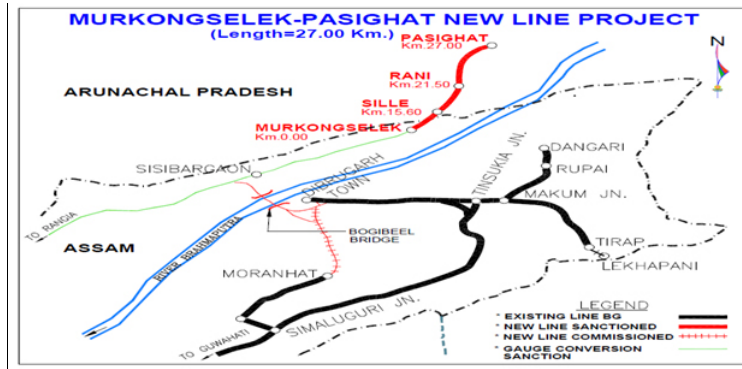 MURKONGSELEK-PASIGHAT NEW LINE PROJECT
(Length=27.00 Km.)
PASIGHAT
Km.27.00
N
RANI
Km.21.50
ARUNACHAL PRADESH
SILLE
Km.15.60
MURKONGSELEK
Km.0.00
DANGARI
SISIBARGAON
RUPAI
DIBRUGARH
TOWN
TINSUKIA JN.
MAKUM JN.
TO RANGIA
ASSAM
RIVER BRAHMAPUTRA
BOGIBEEL
BRIDGE
TIRAP
LEKHAPANI
MORANHAT
SIMALUGURI JN.
TO GUWAHATI
LEGEND
* EXISTING LINE BG
* NEW LINE SANCTIONED
* NEW LINE COMMISSIONED
* GAUGE CONVERSION
SANCTION